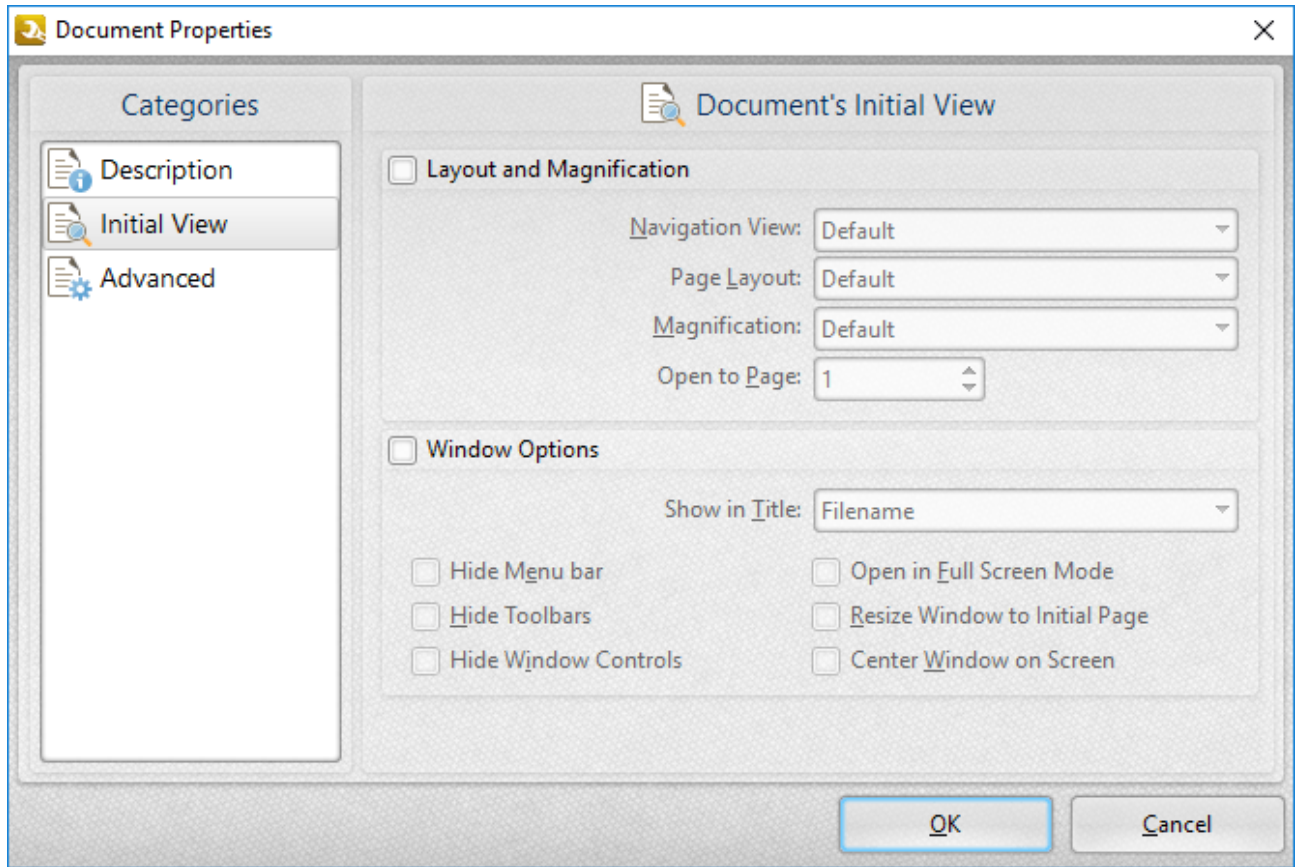 Document Properties
Categories
Description
Initial View
Advanced
Document's Initial View
Layout and Magnification
Navigation View: Default
Page Layout: Default
Magnification: Default
Open to Page: 1
Window Options
Show in Title: Filename
Hide Menu bar
Open in Full Screen Mode
Hide Toolbars
Resize Window to Initial Page
Hide Window Controls
Center Window on Screen
OK
Cancel